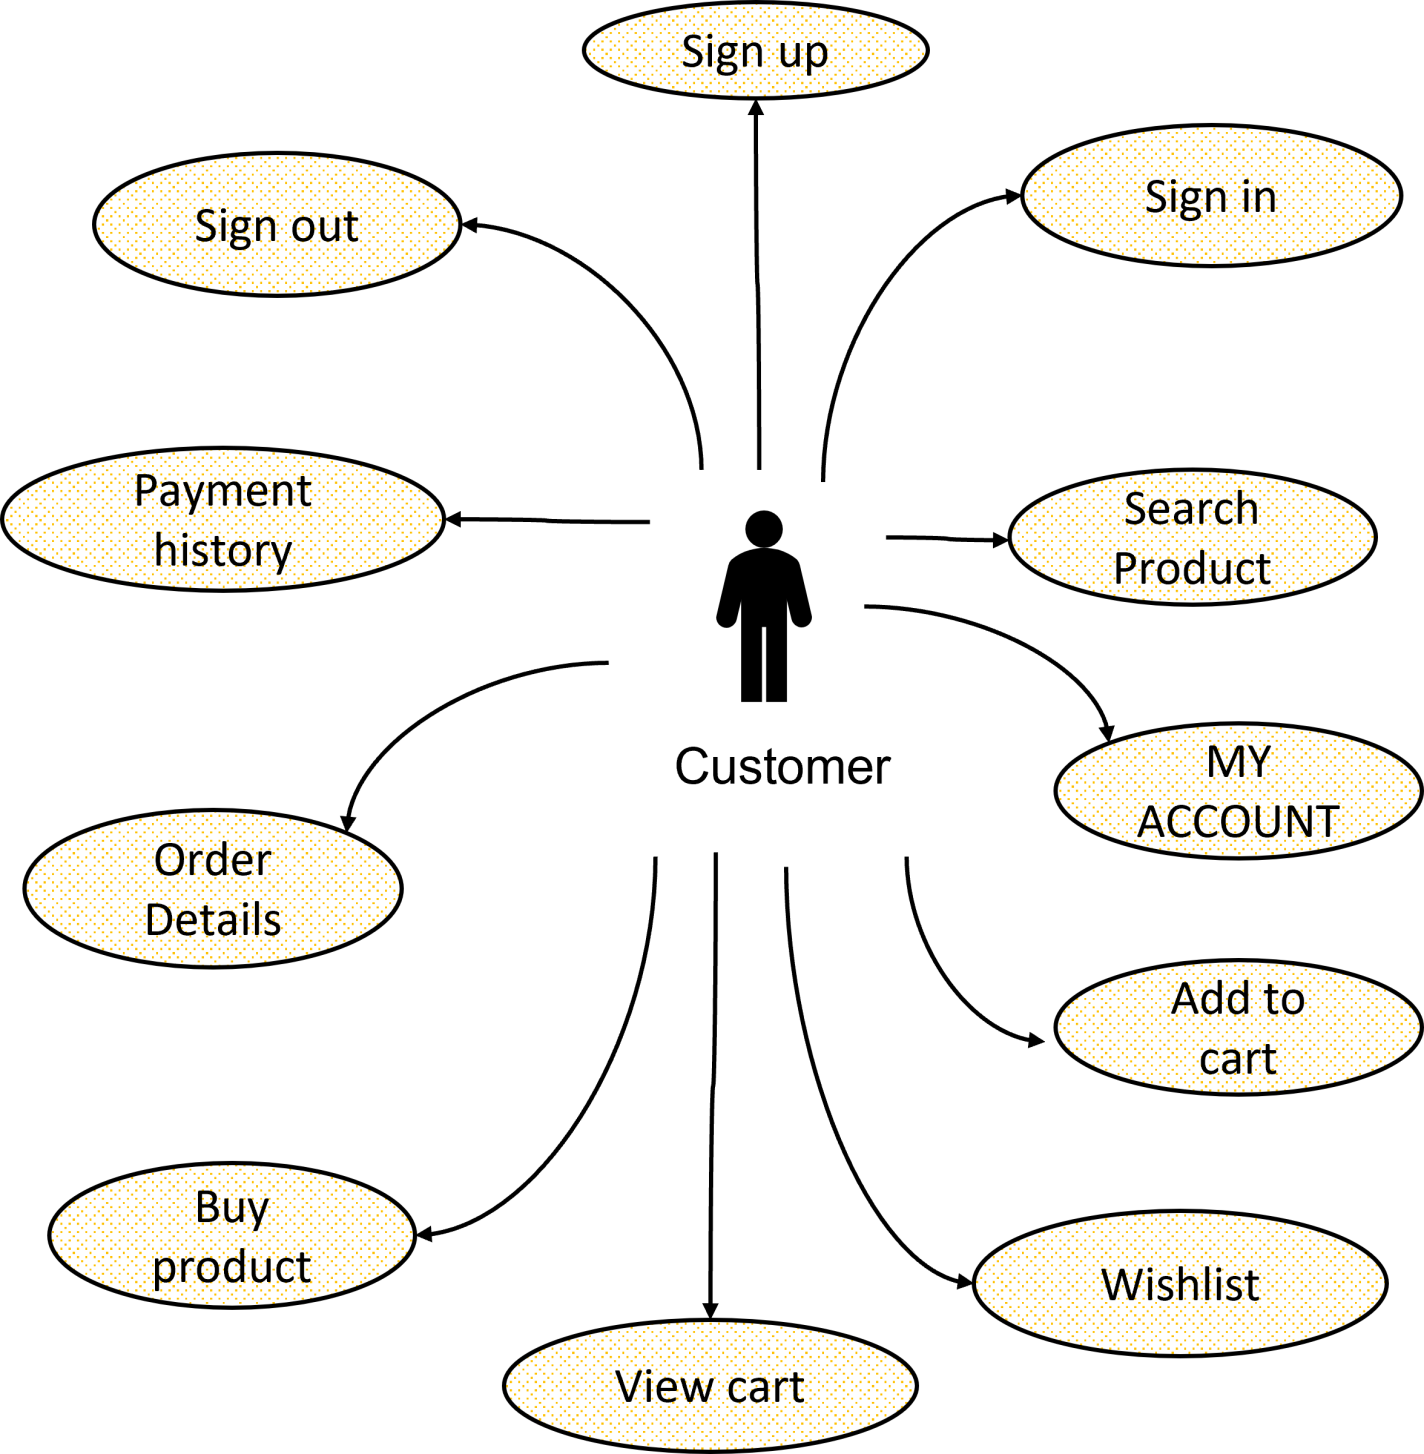 Sign up
Sign in
Sign out
Payment
history
Search
Product
Customer
MY
ACCOUNT
Order
Details
Add to
cart
Buy
product
Wishlist
View cart